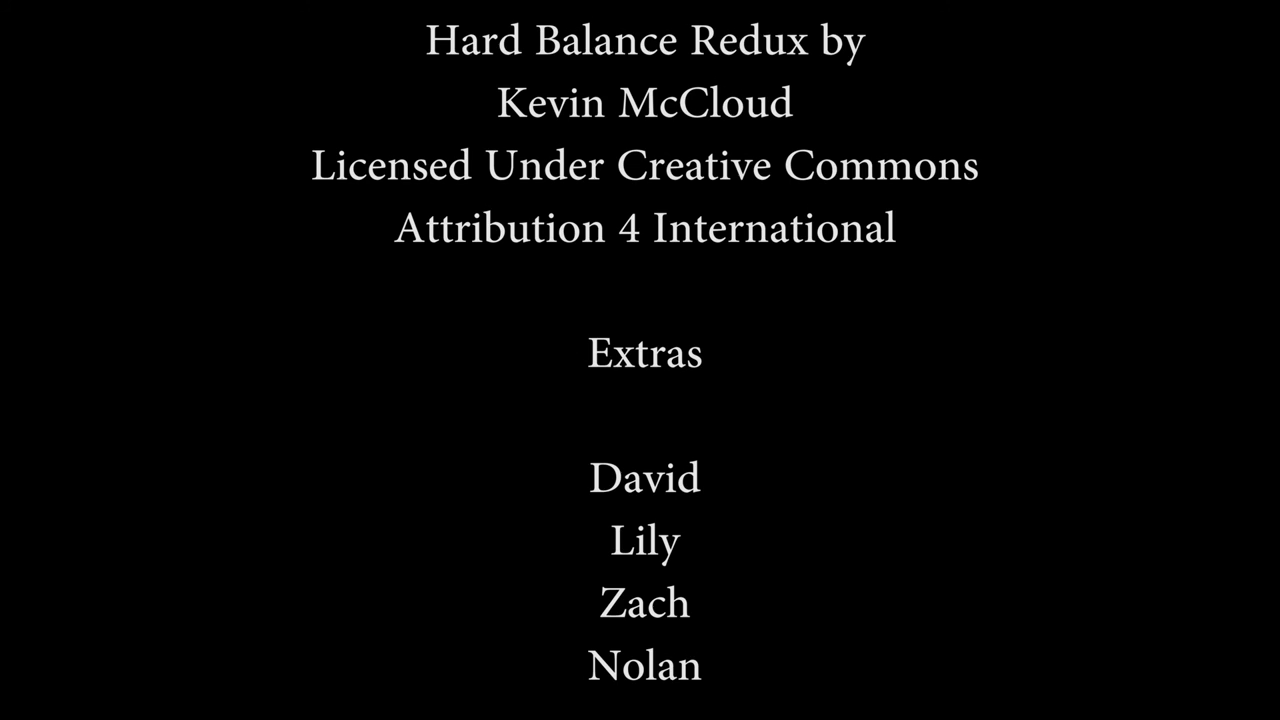 Hard Balance Redux by
Kevin McCloud
Licensed Under Creative Commons
Attribution 4 International
Extras
David
Lily
Zach
Nolan